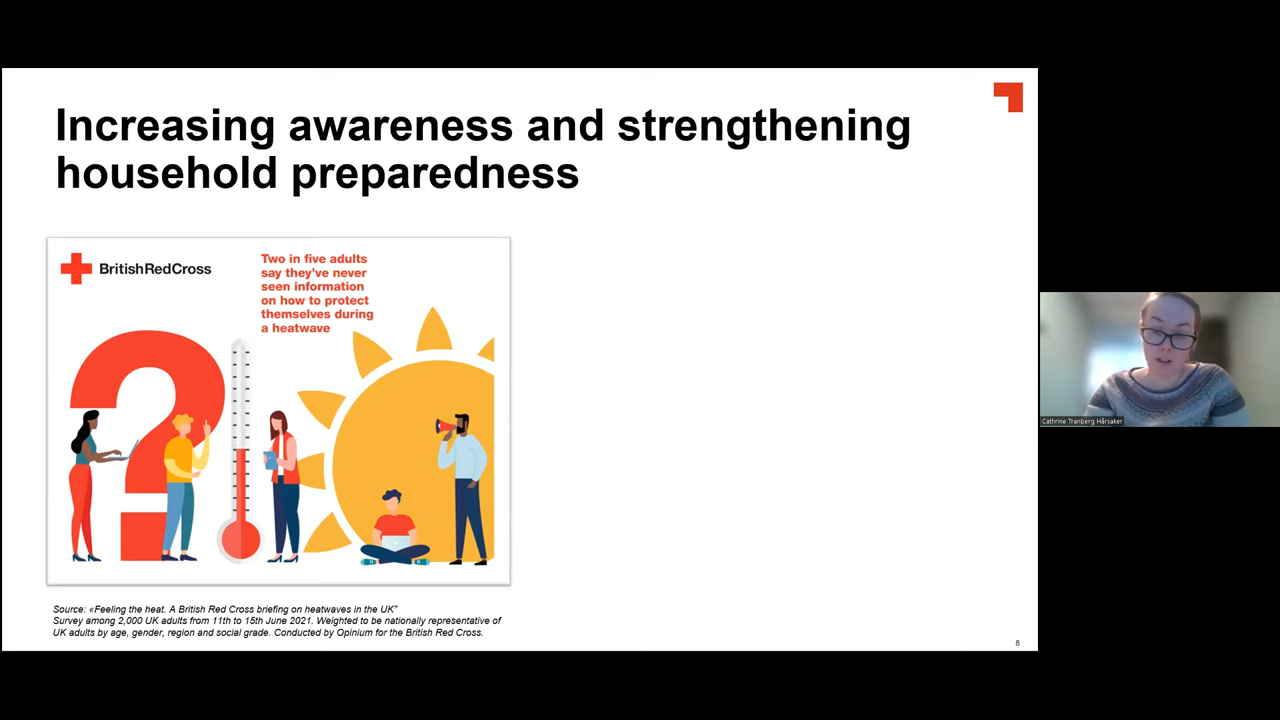 Increasing awareness and strengthening
household preparedness
BritishRedCross
Two in five adults
say they've never
seen information
on how to protect
themselves during
a heatwave
Source: «Feeling the heat. A British Red Cross briefing on heatwaves in the UK"
Survey among 2,000 UK adults from 11th to 15th June 2021. Weighted to be nationally representative of
UK adults by age, gender, region and social grade. Conducted by Opinium for the British Red Cross.
8
Cathrine Tranberg Hårsaker